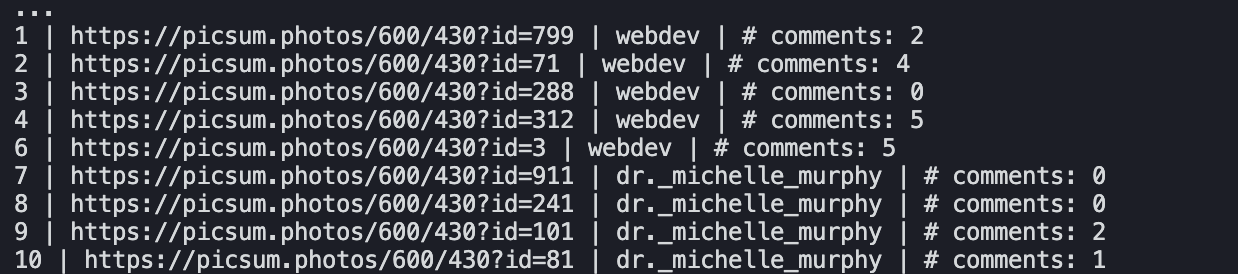 ...
1 | https://picsum.photos/600/430?id=799 | webdev | # comments: 2
2 | https://picsum.photos/600/430?id=71 | webdev | # comments: 4
3 | https://picsum.photos/600/430?id=288 | webdev | # comments: 0
4 | https://picsum.photos/600/430?id=312 | webdev | # comments: 5
6 | https://picsum.photos/600/430?id=3 | webdev | # comments: 5
7 | https://picsum.photos/600/430?id=911 | dr._michelle_murphy | # comments: 0
8 | https://picsum.photos/600/430?id=241 | dr._michelle_murphy | # comments: 0
9 | https://picsum.photos/600/430?id=101 | dr._michelle_murphy | # comments: 2
10 | https://picsum.photos/600/430?id=81 | dr._michelle_murphy | # comments: 1